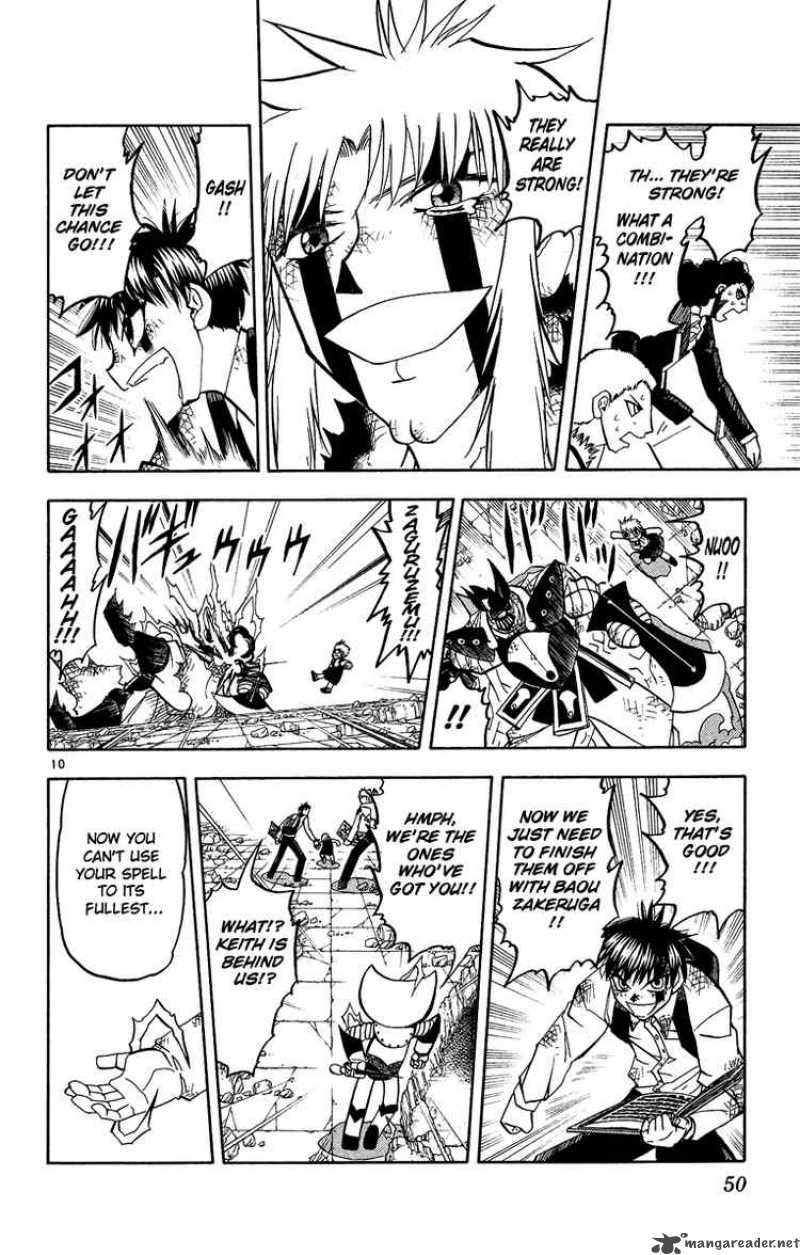 TH... THEY'RE
STRONG!
WHAT A
COMBI-
NATION
!!!
THEY
REALLY
ARE
STRONG!
GASH
!!
DON'T
LET
THIS
CHANCE
GO!!!
NUOO
!!
!!
ZAGURUZEMU!!!
GAAAAHH!!!
YES,
THAT'S
GOOD
!!!
NOW WE
JUST NEED
TO FINISH
THEM OFF
WITH BAOU
ZAKERUGA
!!
HMPH,
WE'RE THE
ONES
WHO'VE
GOT YOU!!
WHAT!?
KEITH IS
BEHIND
US!?
NOW YOU
CAN'T USE
YOUR SPELL
TO ITS
FULLEST...
10
50
mangareader.net